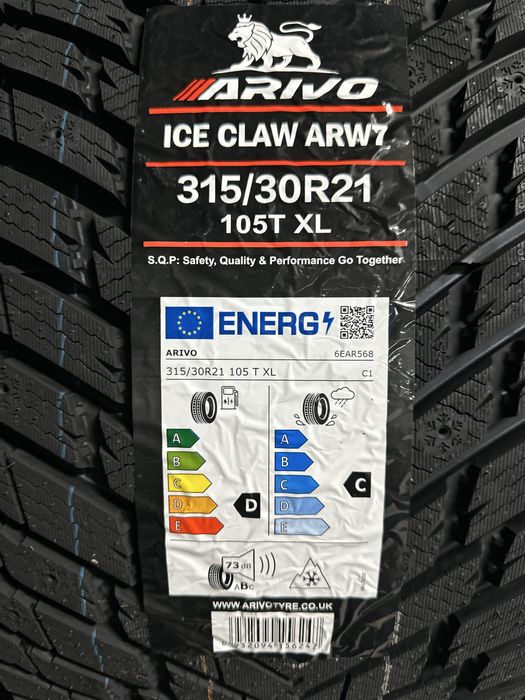 ARIVO
ICE CLAW ARW7
315/30R21
105T XL
S.Q.P: Safety, Quality & Performance Go Together
ENERG
ARIVO 6EAR568
315/30R21 105 T XL C1
A A
B B
C C C
D D D
E E
73 dB
ABC
WWW.ARIVOTYRE.CO.UK